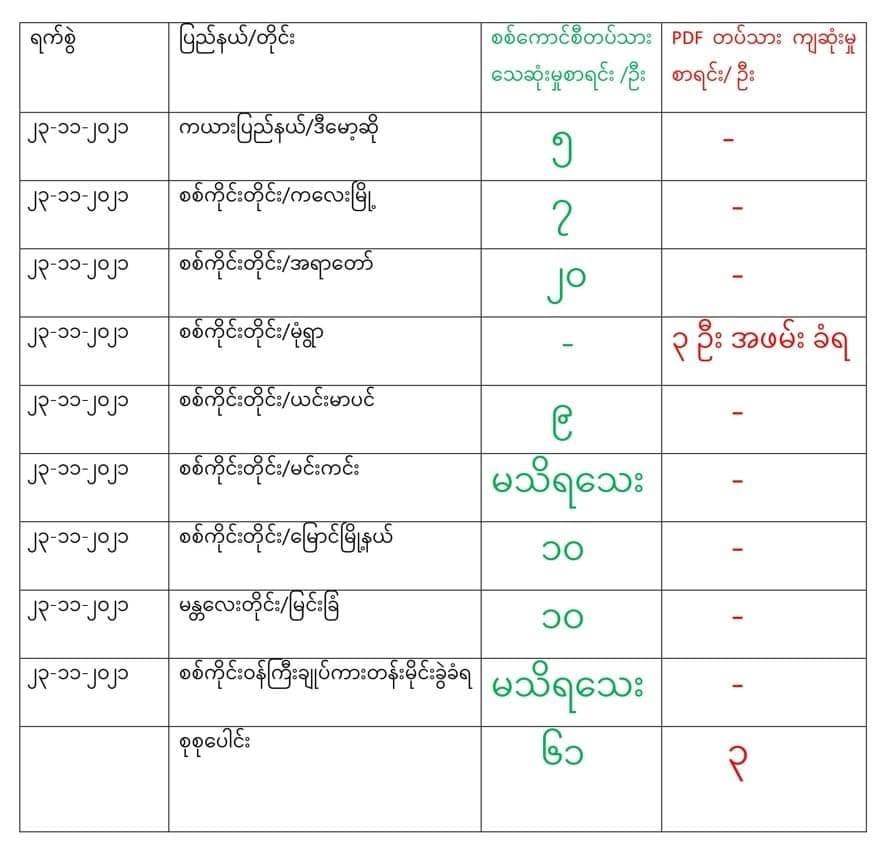 ရက်စွဲ ပြည်နယ်/တိုင်း စစ်ကောင်စီတပ်သား PDF တပ်သား ကျဆုံးမှု
သေဆုံးမှုစာရင်း /ဦး စာရင်း/ ဦး
၂၃-၁၁-၂၀၂၁ ကယားပြည်နယ်/ဒီမော့ဆို ၅ -
၂၃-၁၁-၂၀၂၁ စစ်ကိုင်းတိုင်း/ကလေးမြို့ ၇ -
၂၃-၁၁-၂၀၂၁ စစ်ကိုင်းတိုင်း/အရာတော် ၂၀ -
၂၃-၁၁-၂၀၂၁ စစ်ကိုင်းတိုင်း/မုံရွာ - ၃ ဦး အဖမ်း ခံရ
၂၃-၁၁-၂၀၂၁ စစ်ကိုင်းတိုင်း/ယင်းမာပင် ၉ -
၂၃-၁၁-၂၀၂၁ စစ်ကိုင်းတိုင်း/မင်းကင်း မသိရသေး -
၂၃-၁၁-၂၀၂၁ စစ်ကိုင်းတိုင်း/မြောင်မြို့နယ် ၁၀ -
၂၃-၁၁-၂၀၂၁ မန္တလေးတိုင်း/မြင်းခြံ ၁၀ -
၂၃-၁၁-၂၀၂၁ စစ်ကိုင်းဝန်ကြီးချုပ်ကားတန်းမိုင်းခွဲခံရ မသိရသေး -
စုစုပေါင်း ၆၁ ၃